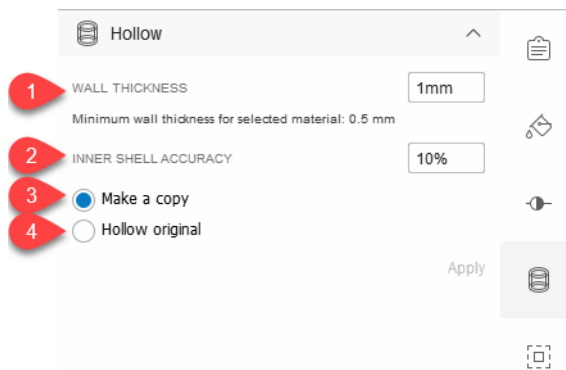 Hollow
1
WALL THICKNESS
1mm
Minimum wall thickness for selected material: 0.5 mm
2
INNER SHELL ACCURACY
10%
3
Make a copy
4
Hollow original
Apply